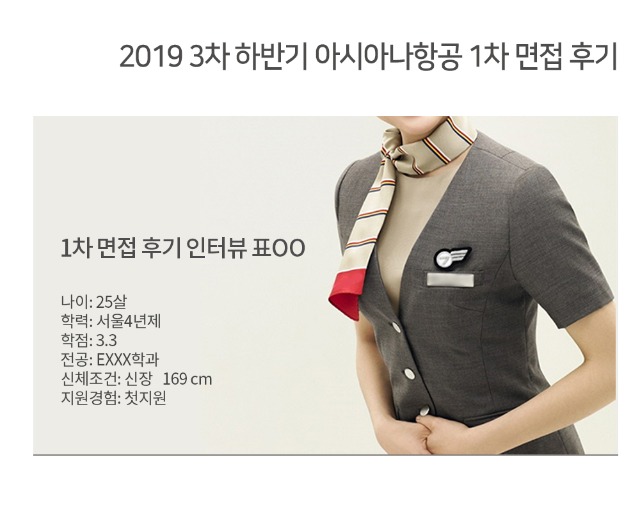 2019 3차 하반기 아시아나항공 1차 면접 후기
1차 면접 후기 인터뷰 표OO
나이: 25살
학력: 서울4년제
학점: 3.3
전공: EXXX학과
신체조건: 신장 169 cm
지원경험: 첫지원